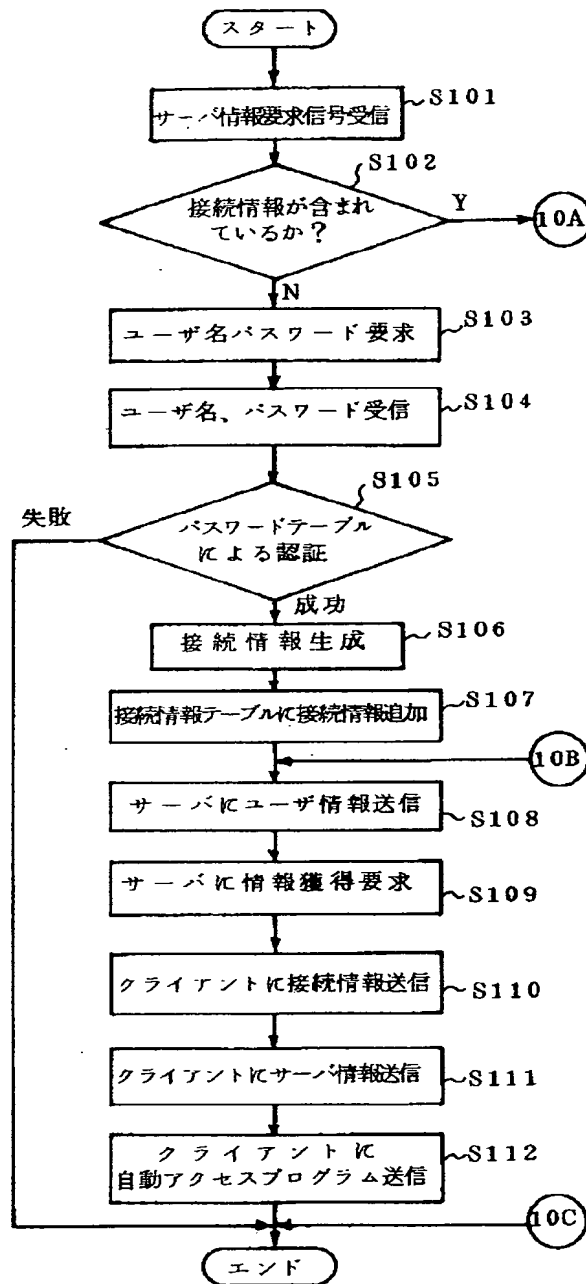 スタート
サーバ情報要求信号受信
S101
S102
接続情報が含まれ
ているか?
Y
10A
N
ユーザ名パスワード要求
S103
ユーザ名、パスワード受信
S104
S105
失敗
パスワードテーブル
による認証
成功
接続情報生成
S106
接続情報テーブルに接続情報追加
S107
10B
サーバにユーザ情報送信
S108
サーバに情報獲得要求
S109
クライアントに接続情報送信
S110
クライアントにサーバ情報送信
S111
クライアントに
自動アクセスプログラム送信
S112
10C
エンド